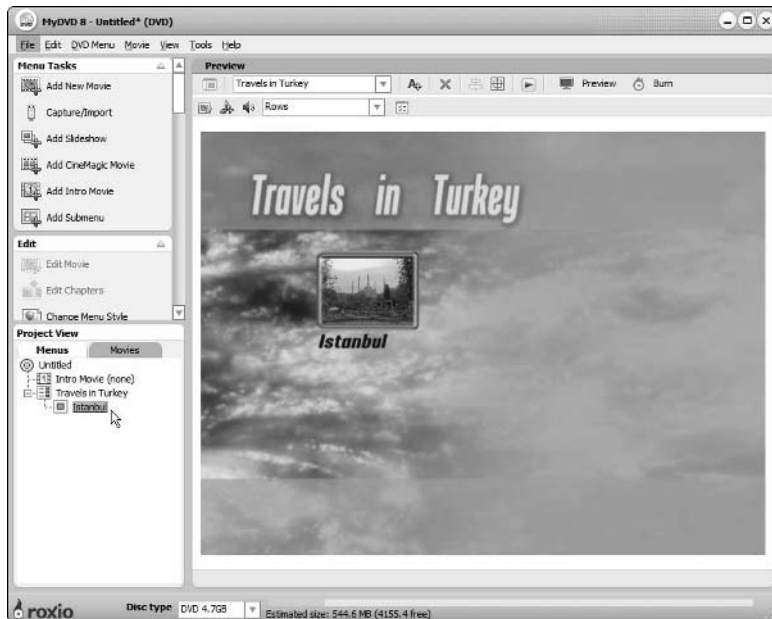 MyDVD 8 - Untitled* (DVD)
File Edit DVD Menu Movie View Tools Help
Menu Tasks
Add New Movie
Capture/Import
Add Slideshow
Add CineMagic Movie
Add Intro Movie
Add Submenu
Edit
Edit Movie
Edit Chapters
Change Menu Style
Project View
Menus Movies
Untitled
Intro Movie (none)
Travels in Turkey
Istanbul
Preview
Travels in Turkey Preview Burn
Rows
Travels in Turkey
Istanbul
roxio Disc type DVD 4.7GB Estimated size: 544.6 MB (4155.4 free)